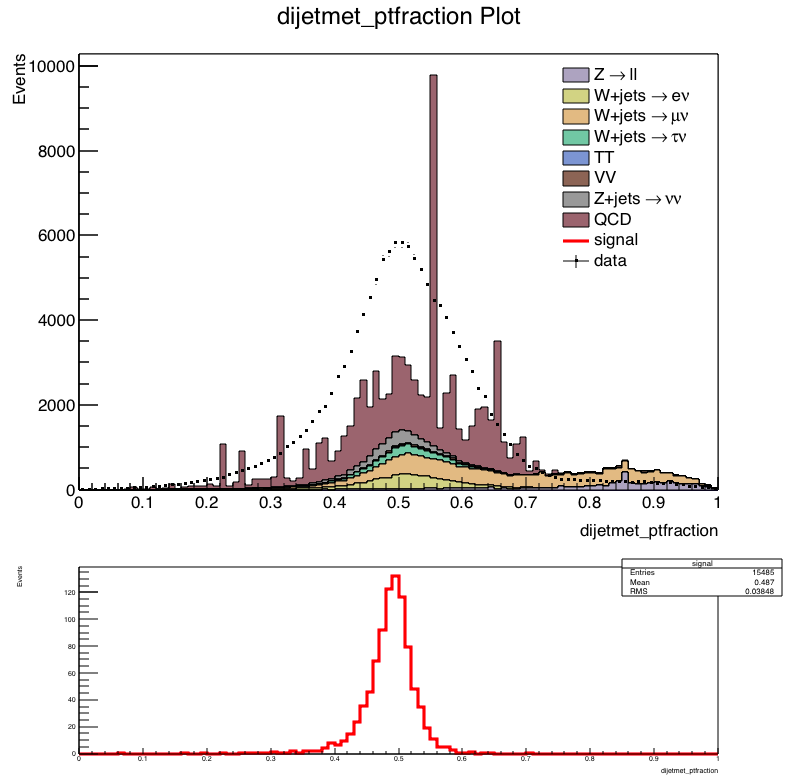 dijetmet_ptfraction Plot
Events
10000
8000
6000
4000
2000
0
Z → ll
W+jets → eν
W+jets → μν
W+jets → τν
TT
VV
Z+jets → νν
QCD
signal
data
0 0.1 0.2 0.3 0.4 0.5 0.6 0.7 0.8 0.9 1
dijetmet_ptfraction
Events
120
100
80
60
40
20
0
signal
Entries 15485
Mean 0.487
RMS 0.03848
0 0.1 0.2 0.3 0.4 0.5 0.6 0.7 0.8 0.9 1
dijetmet_ptfraction